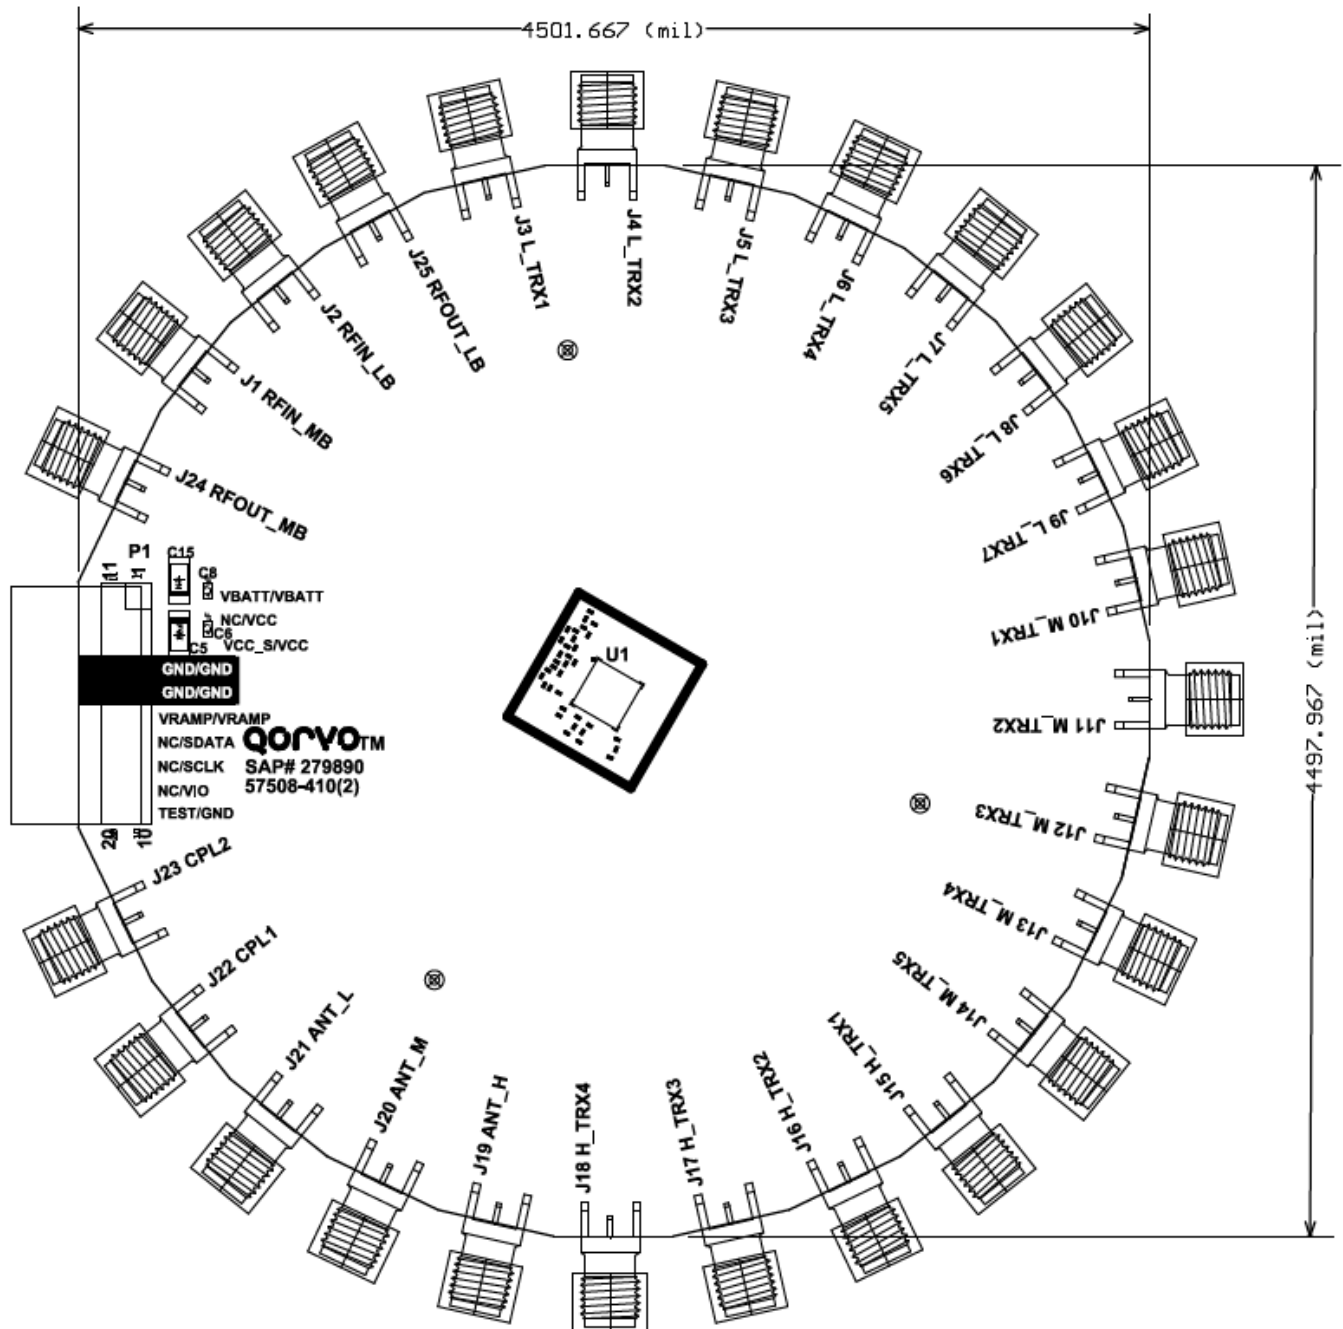 4501.667 (mil)
J3 L_TRX1
J4 L_TRX2
J5 L_TRX3
J25 RFOUT_LB
J6 L_TRX4
J2 RFIN_LB
J7 L_TRX5
J1 RFIN_MB
J8 L_TRX6
J24 RFOUT_MB
J9 L_TRX7
P1
C15
11
1
C8
VBATT/VBATT
J10 M_TRX1
NC/VCC
C6
C5
VCC_S/VCC
U1
4497.967 (mil)
GND/GND
GND/GND
J11 M_TRX2
VRAMP/VRAMP
NC/SDATA
QORVO TM
NC/SCLK
SAP# 279890
NC/VIO
57508-410(2)
TEST/GND
J12 M_TRX3
20
10
J23 CPL2
J13 M_TRX4
J22 CPL1
J14 M_TRX5
J21 ANT_L
J15 H_TRX1
J20 ANT_M
J16 H_TRX2
J19 ANT_H
J18 H_TRX4
J17 H_TRX3